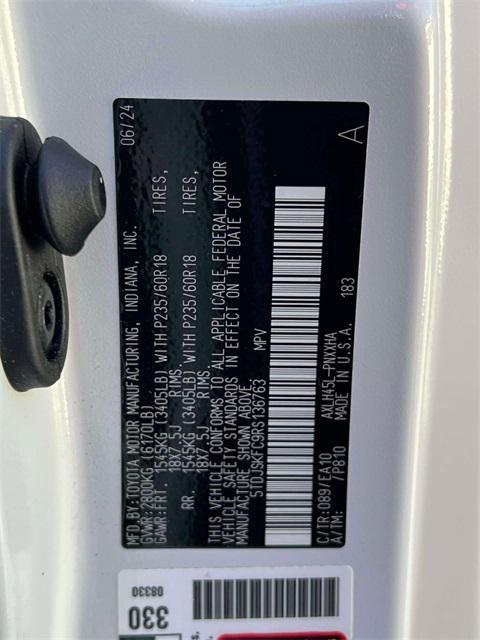 MFD.BY:TOYOTA MOTOR MANUFACTURING, INDIANA, INC. 06/24
GVWR:2800KG (6170LB)
GAWR:FRT. 1545KG (3405LB) WITH P235/60R18 TIRES,
18X7.5J RIMS.
RR. 1545KG (3405LB) WITH P235/60R18 TIRES,
18X7.5J RIMS.
THIS VEHICLE CONFORMS TO ALL APPLICABLE FEDERAL MOTOR
VEHICLE SAFETY STANDARDS IN EFFECT ON THE DATE OF
MANUFACTURE SHOWN ABOVE.
5TDJSKFC9RS136763 MPV
C/TR:089/EA10 AXLH45L-PNXXHA 183
A/TM: /P810 MADE IN U.S.A.
A
330
08330